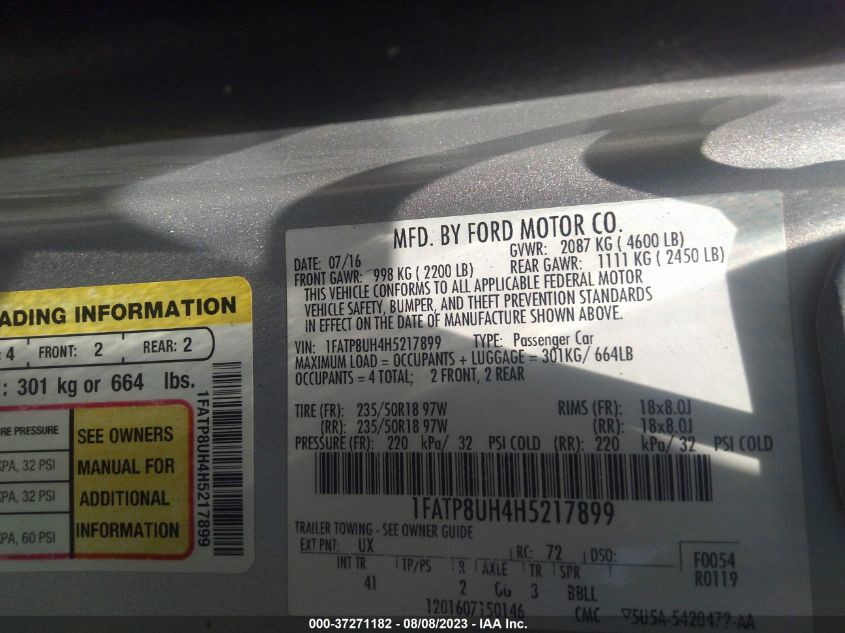 ADING INFORMATION
4 FRONT: 2 REAR: 2
: 301 kg or 664 lbs.
RE PRESSURE
KPA, 32 PSI
KPA, 32 PSI
KPA, 60 PSI
SEE OWNERS
MANUAL FOR
ADDITIONAL
INFORMATION
1FATP8UH4H5217899
MFD. BY FORD MOTOR CO.
DATE: 07/16 GVWR: 2087 KG ( 4600 LB)
FRONT GAWR: 998 KG ( 2200 LB) REAR GAWR: 1111 KG ( 2450 LB)
THIS VEHICLE CONFORMS TO ALL APPLICABLE FEDERAL MOTOR
VEHICLE SAFETY, BUMPER, AND THEFT PREVENTION STANDARDS
IN EFFECT ON THE DATE OF MANUFACTURE SHOWN ABOVE.
VIN: 1FATP8UH4H5217899 TYPE: Passenger Car
MAXIMUM LOAD = OCCUPANTS + LUGGAGE = 301KG/ 664LB
OCCUPANTS = 4 TOTAL; 2 FRONT, 2 REAR
TIRE (FR): 235/50R18 97W RIMS (FR): 18x8.0J
(RR): 235/50R18 97W (RR): 18x8.0J
PRESSURE (FR): 220 kPa/ 32 PSI COLD (RR): 220 kPa/ 32 PSI COLD
1FATP8UH4H5217899
TRAILER TOWING - SEE OWNER GUIDE
EXT PNT: UX RC: 72 DSO: F0054
INT TR TP/PS R AXLE TR SPR R0119
41 2 3 BBLL
1201607150146 CMC 5U5A-5420472-AA
000-37271182 - 08/08/2023 - IAA Inc.